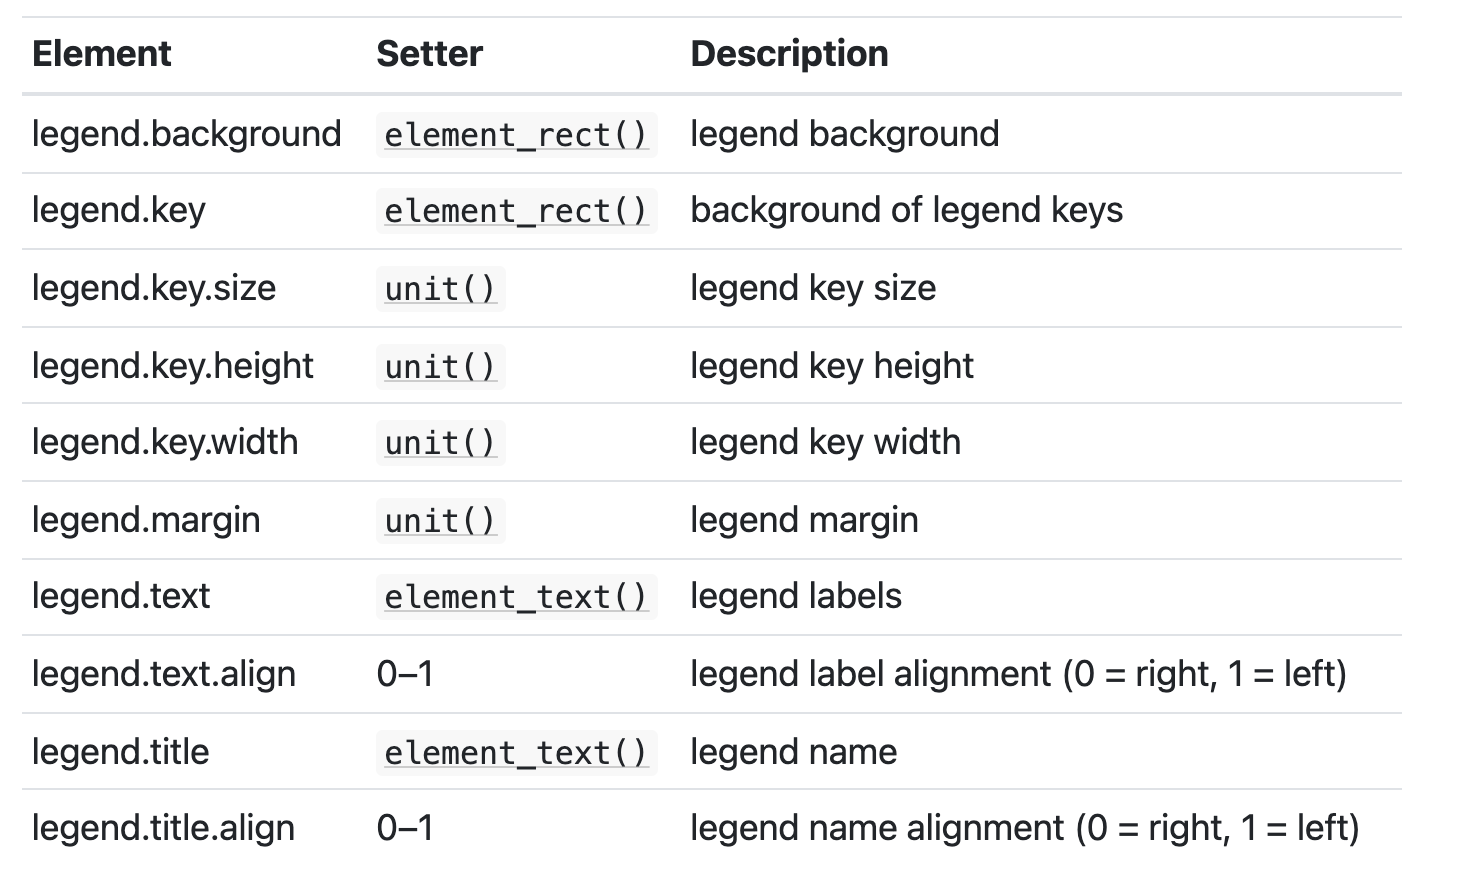 Element Setter Description
legend.background element_rect() legend background
legend.key element_rect() background of legend keys
legend.key.size unit() legend key size
legend.key.height unit() legend key height
legend.key.width unit() legend key width
legend.margin unit() legend margin
legend.text element_text() legend labels
legend.text.align 0–1 legend label alignment (0 = right, 1 = left)
legend.title element_text() legend name
legend.title.align 0–1 legend name alignment (0 = right, 1 = left)